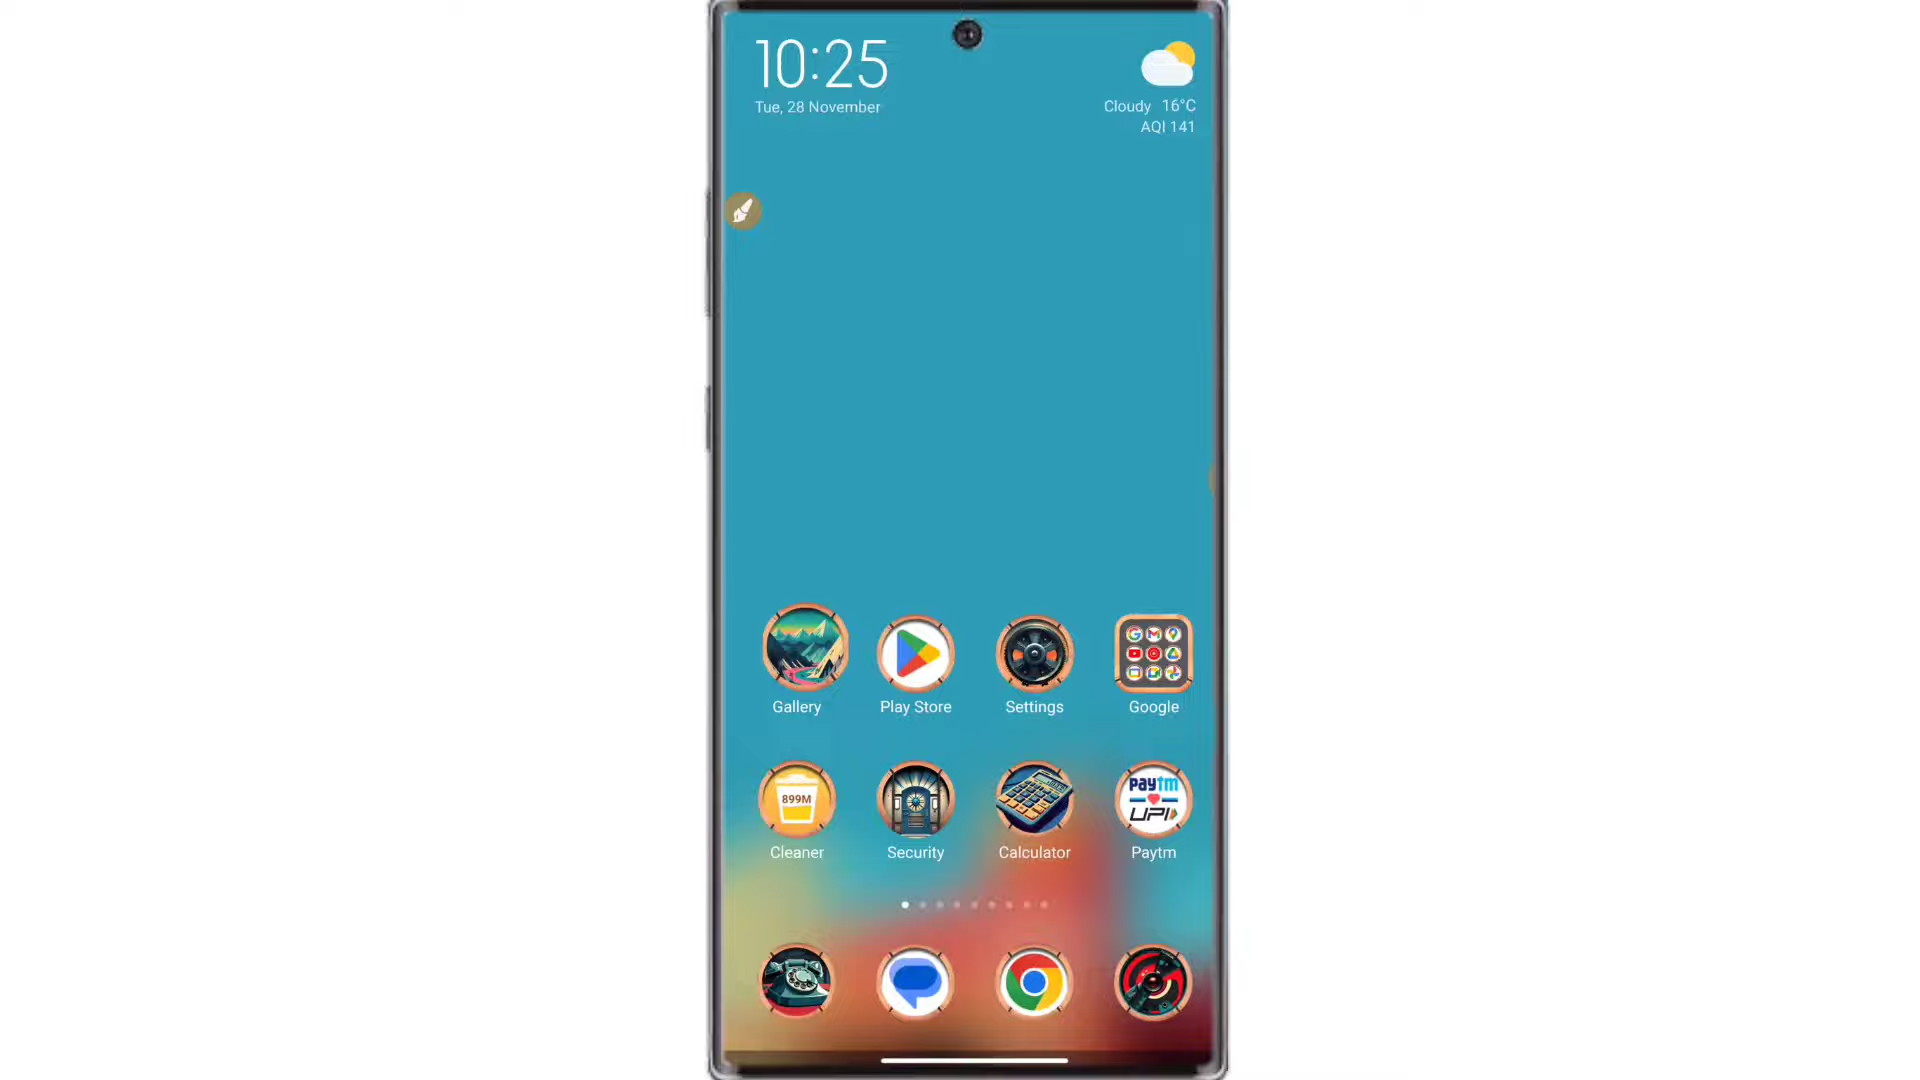 10:25
Tue, 28 November
Cloudy 16°C
AQI 141
Gallery
Play Store
Settings
Google
899M
paytm
UPI
Cleaner
Security
Calculator
Paytm